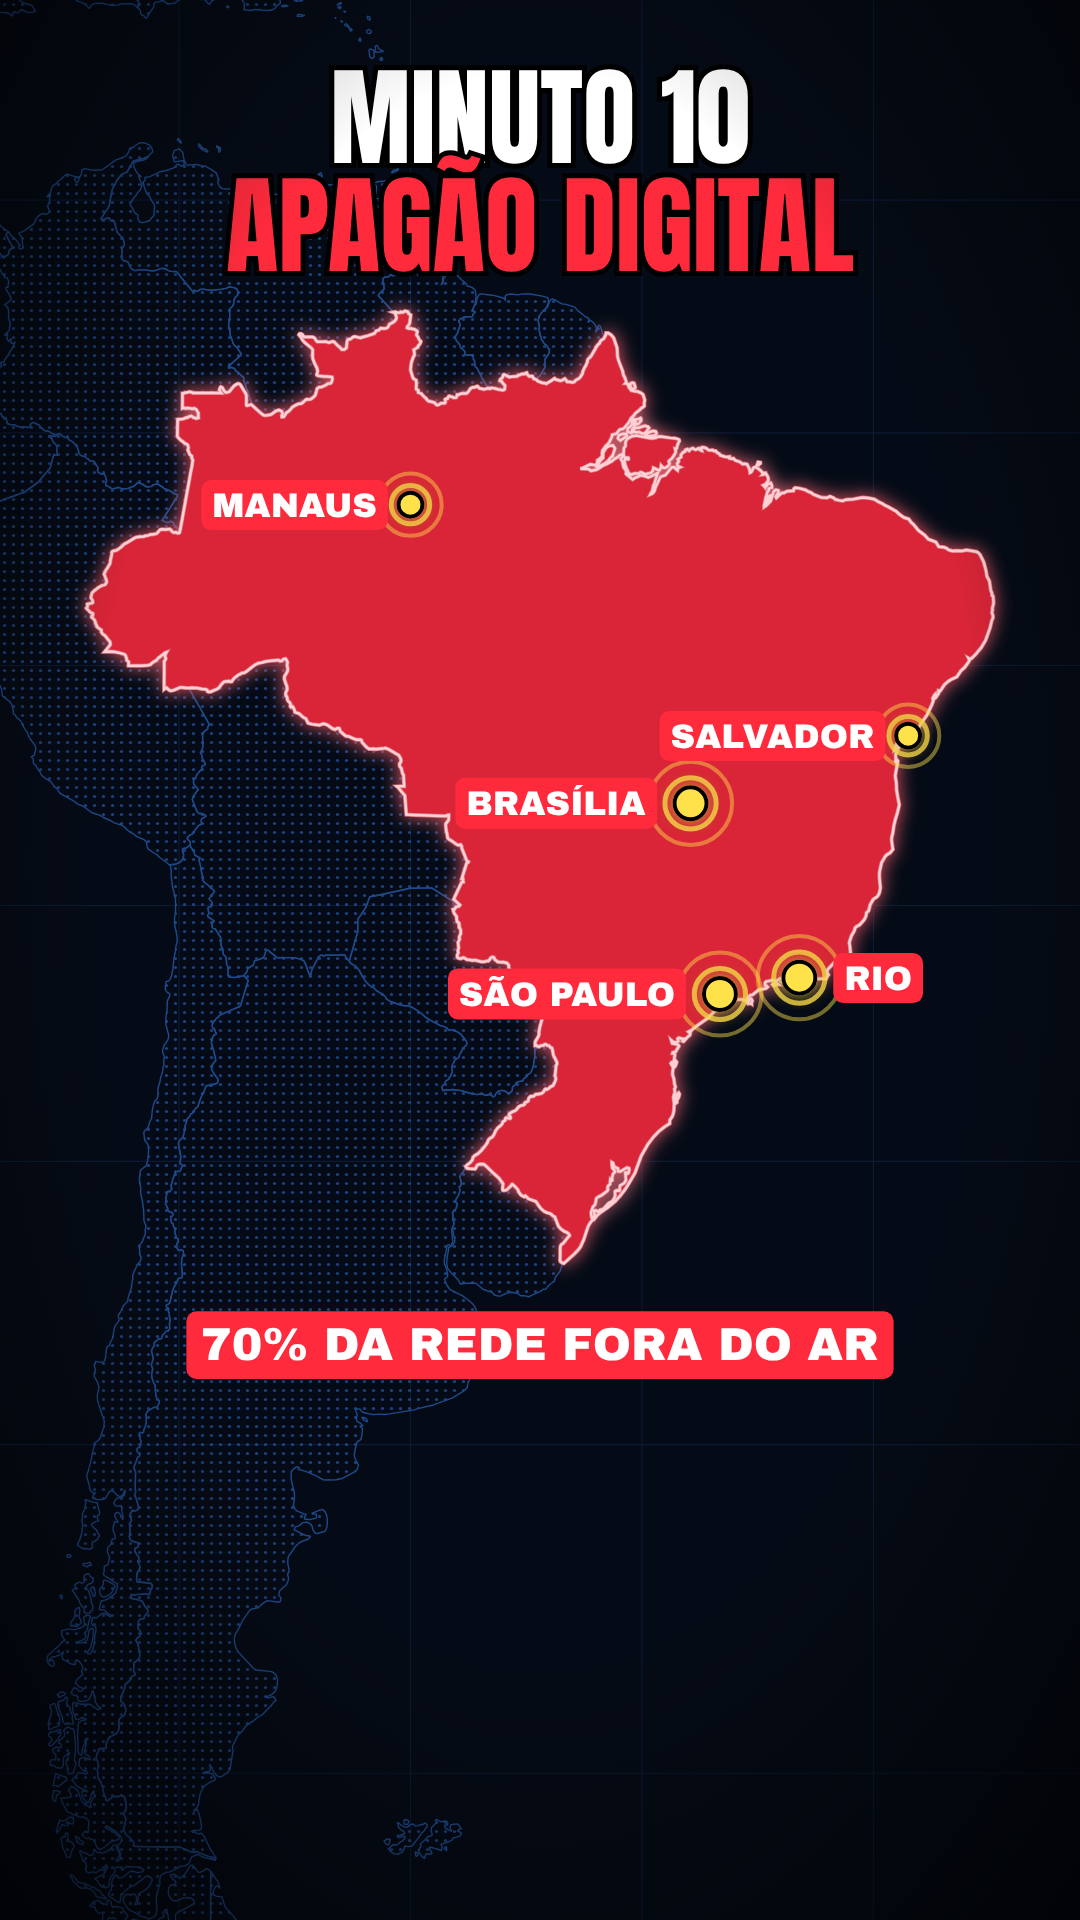 MINUTO 10
APAGÃO DIGITAL
MANAUS
SALVADOR
BRASÍLIA
RIO
SÃO PAULO
70% DA REDE FORA DO AR